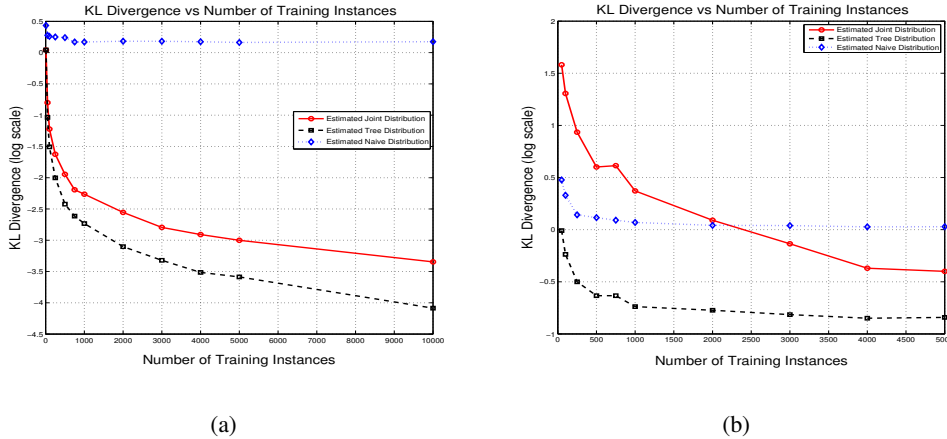 KL Divergence vs Number of Training Instances
0.5
0
−0.5
−1
−1.5
−2
−2.5
−3
−3.5
−4
−4.5
KL Divergence (log scale)
Estimated Joint Distribution
Estimated Tree Distribution
Estimated Naive Distribution
0 1000 2000 3000 4000 5000 6000 7000 8000 9000 10000
Number of Training Instances
(a)
KL Divergence vs Number of Training Instances
2
1.5
1
0.5
0
−0.5
−1
KL Divergence (log scale)
Estimated Joint Distribution
Estimated Tree Distribution
Estimated Naive Distribution
0 500 1000 1500 2000 2500 3000 3500 4000 4500 500
Number of Training Instances
(b)